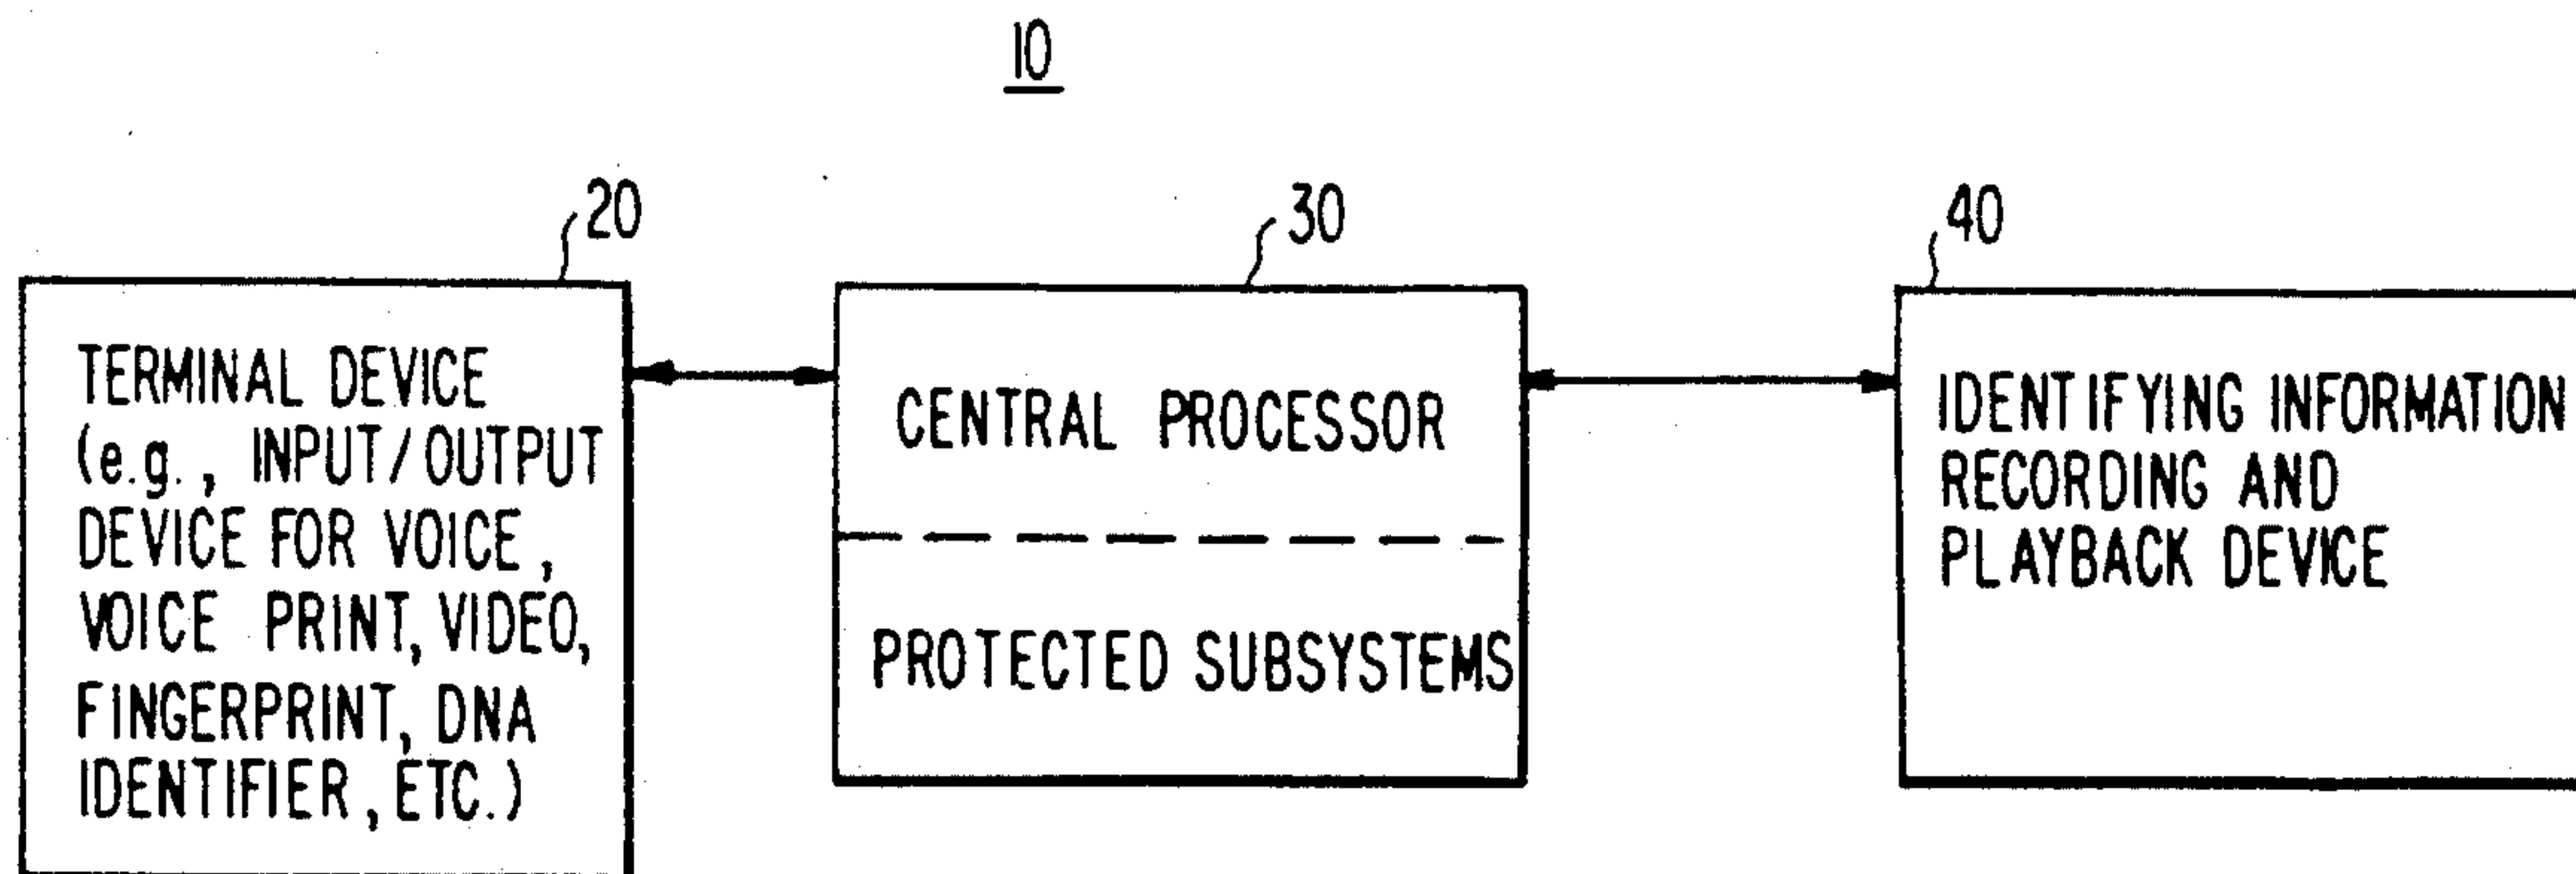 10
20
TERMINAL DEVICE
(e.g., INPUT/OUTPUT
DEVICE FOR VOICE,
VOICE PRINT, VIDEO,
FINGERPRINT, DNA
IDENTIFIER, ETC.)
30
CENTRAL PROCESSOR
PROTECTED SUBSYSTEMS
40
IDENTIFYING INFORMATION
RECORDING AND
PLAYBACK DEVICE